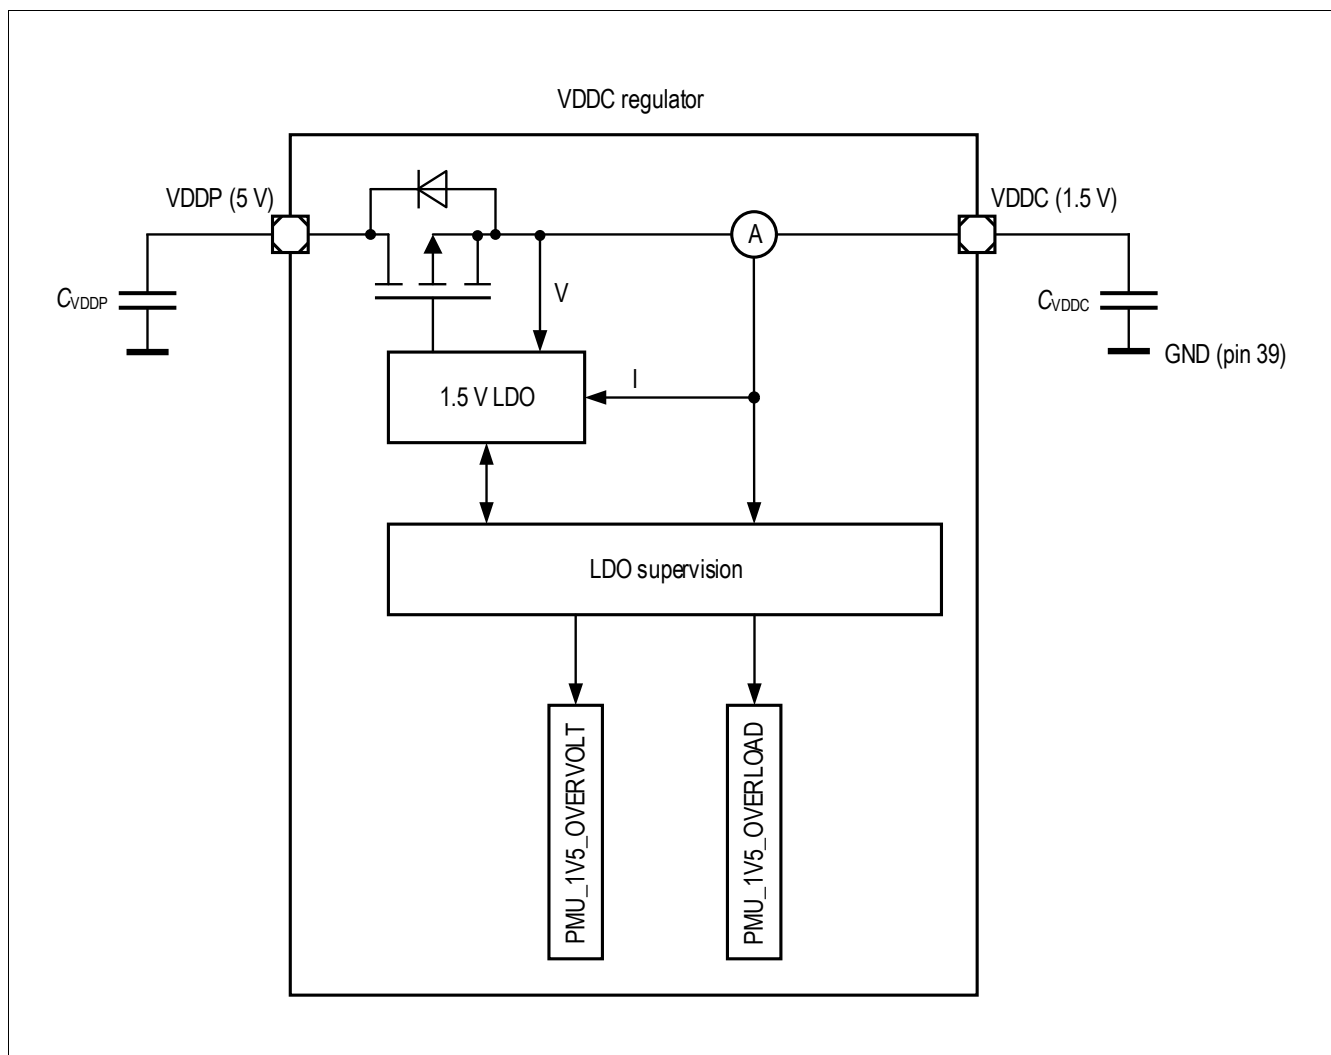 VDDC regulator
VDDP (5 V)
VDDC (1.5 V)
A
CVDDP
V
CVDDC
GND (pin 39)
I
1.5 V LDO
LDO supervision
PMU_1V5_OVERVOLT
PMU_1V5_OVERLOAD